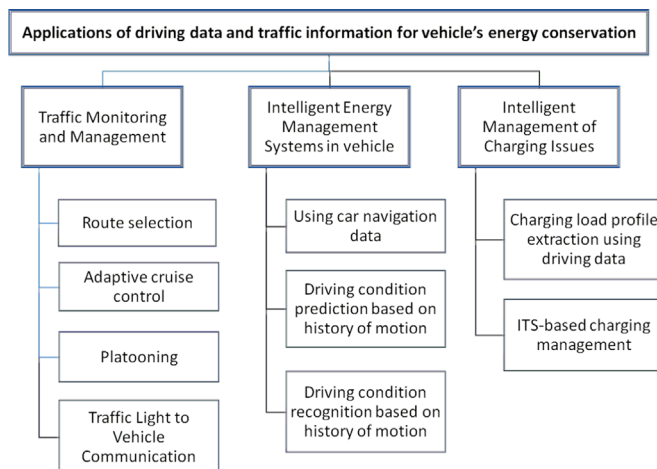 Applications of driving data and traffic information for vehicle's energy conservation
Traffic Monitoring
and Management
Intelligent Energy
Management
Systems in vehicle
Intelligent
Management of
Charging Issues
Route selection
Adaptive cruise
control
Platooning
Traffic Light to
Vehicle
Communication
Using car navigation
data
Driving condition
prediction based on
history of motion
Driving condition
recognition based on
history of motion
Charging load profile
extraction using
driving data
ITS-based charging
management